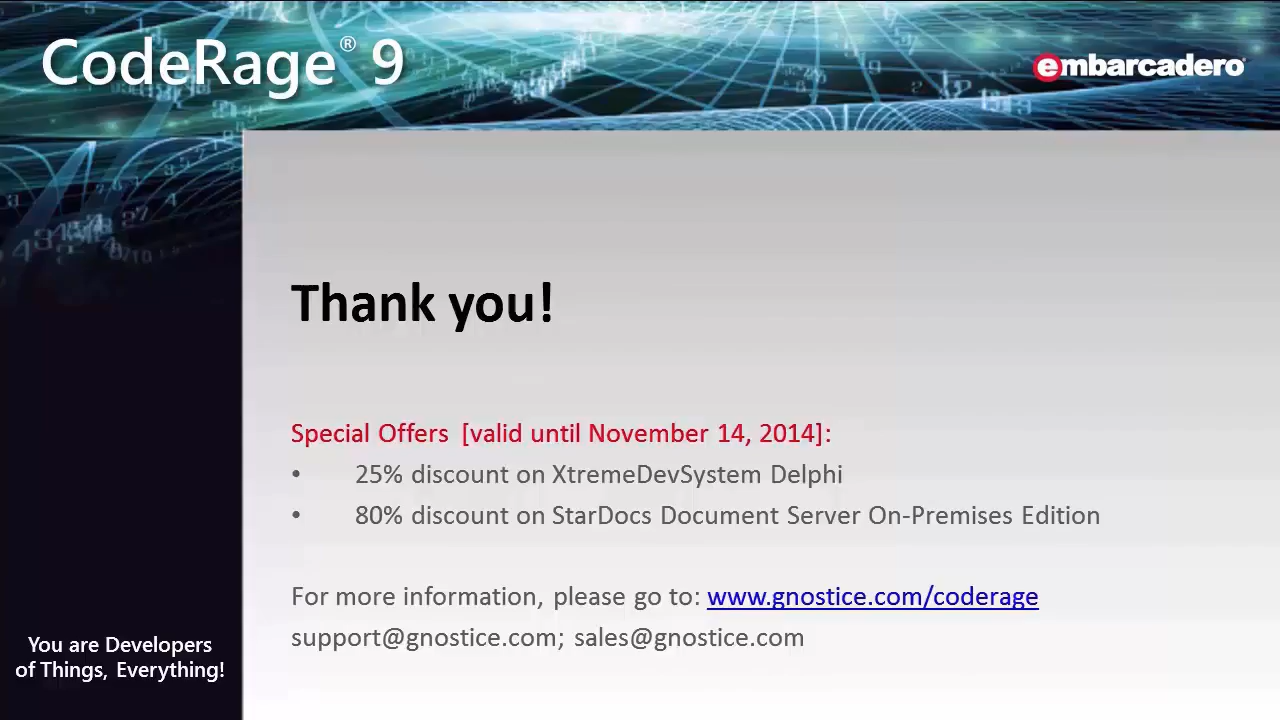 CodeRage® 9
embarcadero
Thank you!
Special Offers [valid until November 14, 2014]:
• 25% discount on XtremeDevSystem Delphi
• 80% discount on StarDocs Document Server On-Premises Edition
For more information, please go to: www.gnostice.com/coderage
support@gnostice.com; sales@gnostice.com
You are Developers
of Things, Everything!